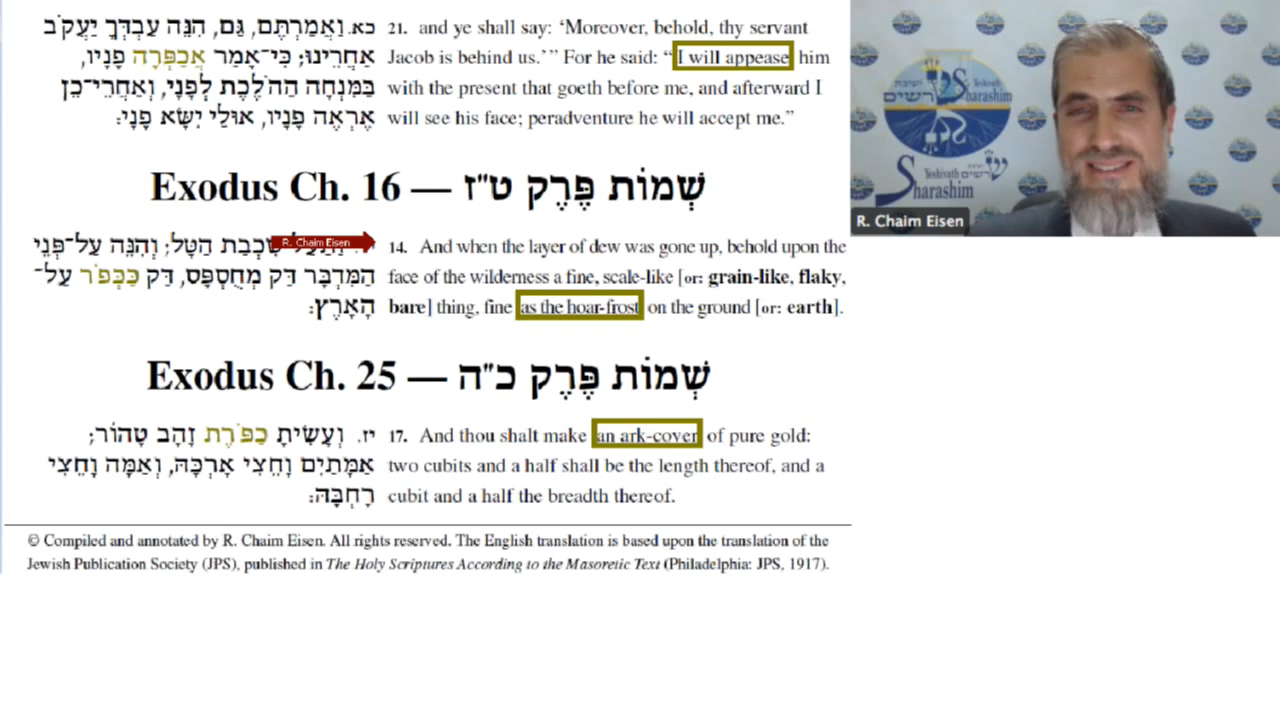 כא. וַאֲמַרְתֶּם, גַּם, הִנֵּה עַבְדְּךָ יַעֲקֹב
אַחֲרֵינוּ; כִּי־אָמַר אֲכַפְּרָה פָנָיו,
בַּמִּנְחָה הַהֹלֶכֶת לְפָנָי, וְאַחֲרֵי־כֵן
אֶרְאֶה פָנָיו, אוּלַי יִשָּׂא פָנָי:
21. and ye shall say: ‘Moreover, behold, thy servant
Jacob is behind us.’” For he said: “I will appease him
with the present that goeth before me, and afterward I
will see his face; peradventure he will accept me.”
Exodus Ch. 16 — שְׁמוֹת פֶּרֶק ט"ז
שִׁכְבַת הַטָּל; וְהִנֵּה עַל־פְּנֵי
הַמִּדְבָּר דַּק מְחֻסְפָּס, דַּק כַּכְּפֹר עַל־
הָאָרֶץ:
R. Chaim Eisen
14. And when the layer of dew was gone up, behold upon the
face of the wilderness a fine, scale-like [or: grain-like, flaky,
bare] thing, fine as the hoar-frost on the ground [or: earth].
Exodus Ch. 25 — שְׁמוֹת פֶּרֶק כ"ה
יז. וְעָשִׂיתָ כַפֹּרֶת זָהָב טָהוֹר;
אַמָּתַיִם וָחֵצִי אָרְכָּהּ, וְאַמָּה וָחֵצִי
רָחְבָּהּ:
17. And thou shalt make an ark-cover of pure gold:
two cubits and a half shall be the length thereof, and a
cubit and a half the breadth thereof.
© Compiled and annotated by R. Chaim Eisen. All rights reserved. The English translation is based upon the translation of the
Jewish Publication Society (JPS), published in The Holy Scriptures According to the Masoretic Text (Philadelphia: JPS, 1917).
ישיבת שרשים
Yeshivath Sharashim
Yeshivath
Sharashim
R. Chaim Eisen